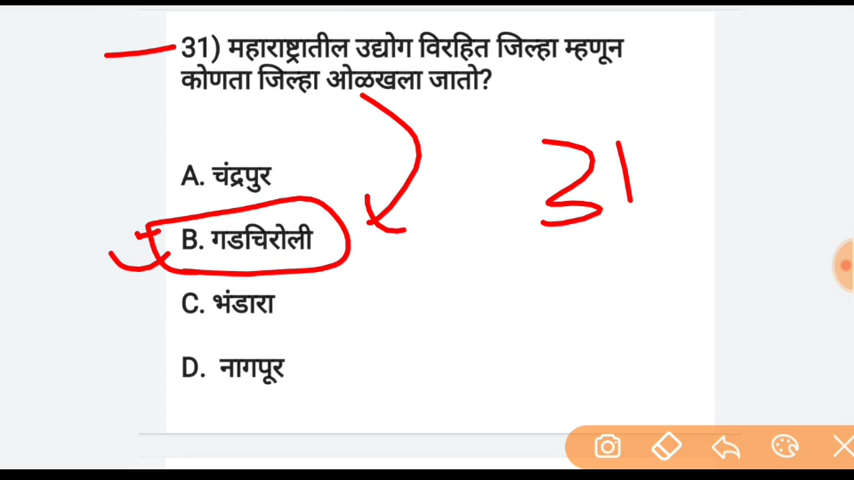 31) महाराष्ट्रातील उद्योग विरहित जिल्हा म्हणून
कोणता जिल्हा ओळखला जातो?
31
A. चंद्रपुर
B. गडचिरोली
C. भंडारा
D. नागपूर